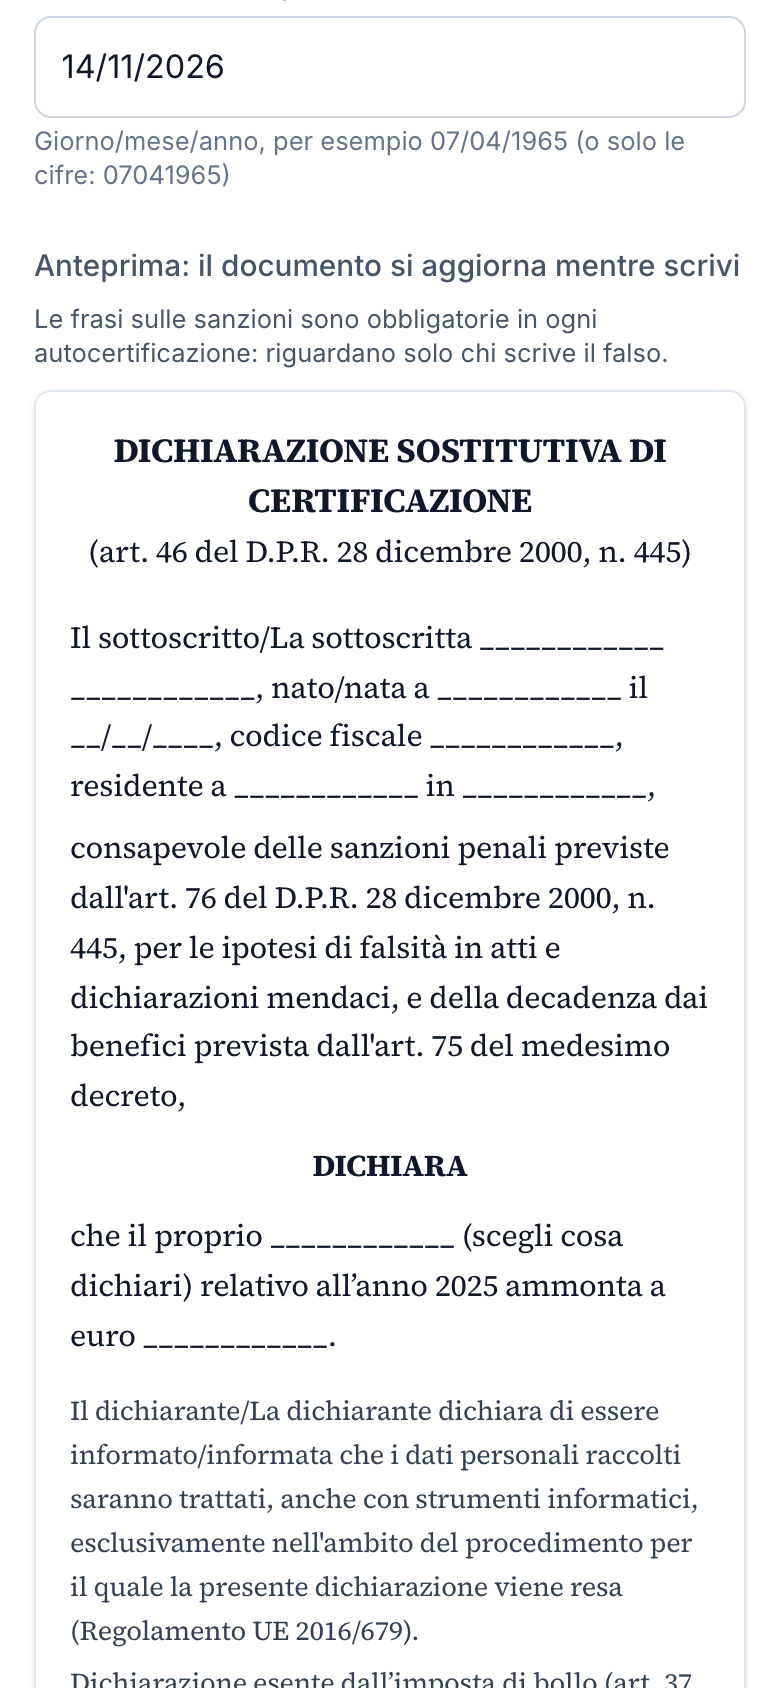 14/11/2026
Giorno/mese/anno, per esempio 07/04/1965 (o solo le
cifre: 07041965)
Anteprima: il documento si aggiorna mentre scrivi
Le frasi sulle sanzioni sono obbligatorie in ogni
autocertificazione: riguardano solo chi scrive il falso.
DICHIARAZIONE SOSTITUTIVA DI
CERTIFICAZIONE
(art. 46 del D.P.R. 28 dicembre 2000, n. 445)
Il sottoscritto/La sottoscritta ____________
____________, nato/nata a ____________ il
__/__/____, codice fiscale ____________,
residente a ____________ in ____________,
consapevole delle sanzioni penali previste
dall'art. 76 del D.P.R. 28 dicembre 2000, n.
445, per le ipotesi di falsità in atti e
dichiarazioni mendaci, e della decadenza dai
benefici prevista dall'art. 75 del medesimo
decreto,
DICHIARA
che il proprio ____________ (scegli cosa
dichiari) relativo all’anno 2025 ammonta a
euro ____________.
Il dichiarante/La dichiarante dichiara di essere
informato/informata che i dati personali raccolti
saranno trattati, anche con strumenti informatici,
esclusivamente nell'ambito del procedimento per
il quale la presente dichiarazione viene resa
(Regolamento UE 2016/679).
Dichiarazione esente dall’imposta di bollo (art. 37